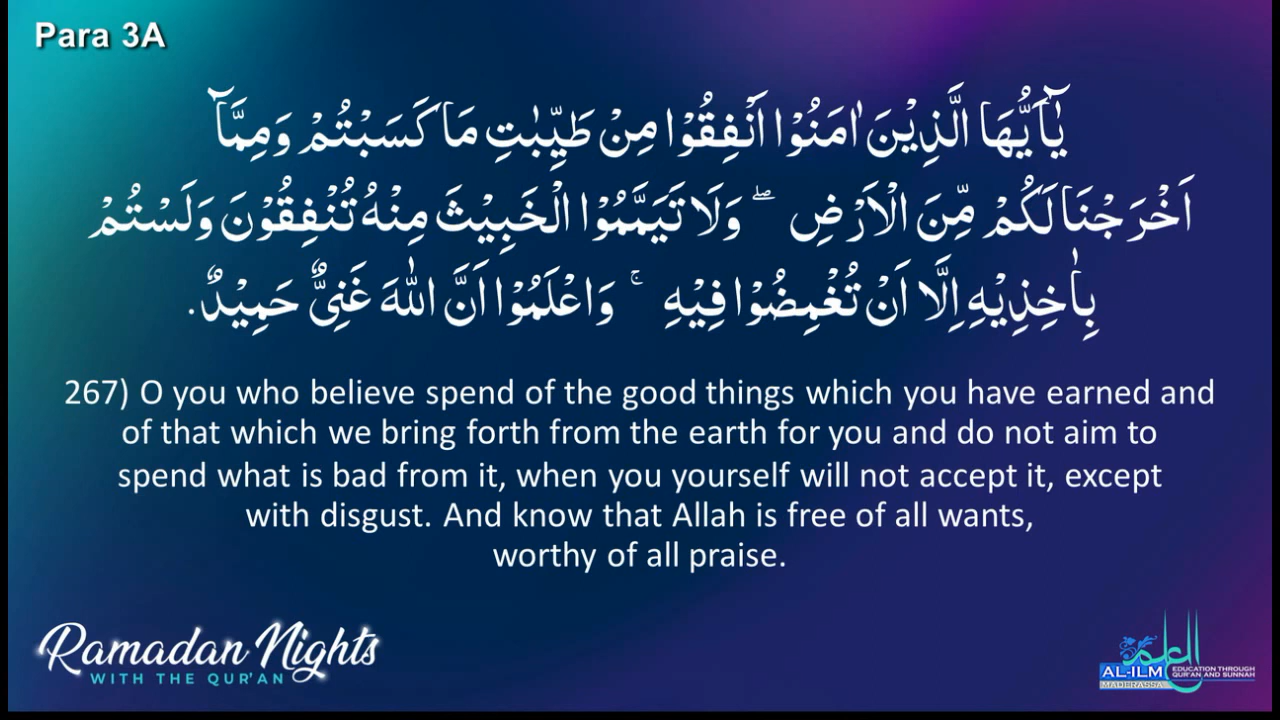 Para 3A
يٰٓاَيُّهَا الَّذِيْنَ اٰمَنُوْٓا اَنْفِقُوْا مِنْ طَيِّبٰتِ مَا كَسَبْتُمْ وَمِمَّآ
اَخْرَجْنَا لَكُمْ مِّنَ الْاَرْضِ ۖ وَلَا تَيَمَّمُوا الْخَبِيْثَ مِنْهُ تُنْفِقُوْنَ وَلَسْتُمْ
بِاٰخِذِيْهِ اِلَّآ اَنْ تُغْمِضُوْا فِيْهِ ۚ وَاعْلَمُوْٓا اَنَّ اللّٰهَ غَنِىٌّ حَمِيْدٌ.
267) O you who believe spend of the good things which you have earned and
of that which we bring forth from the earth for you and do not aim to
spend what is bad from it, when you yourself will not accept it, except
with disgust. And know that Allah is free of all wants,
worthy of all praise.
Ramadan Nights
WITH THE QUR'AN
العلم
AL-ILM
MADERASSA
EDUCATION THROUGH
QUR'AN AND SUNNAH